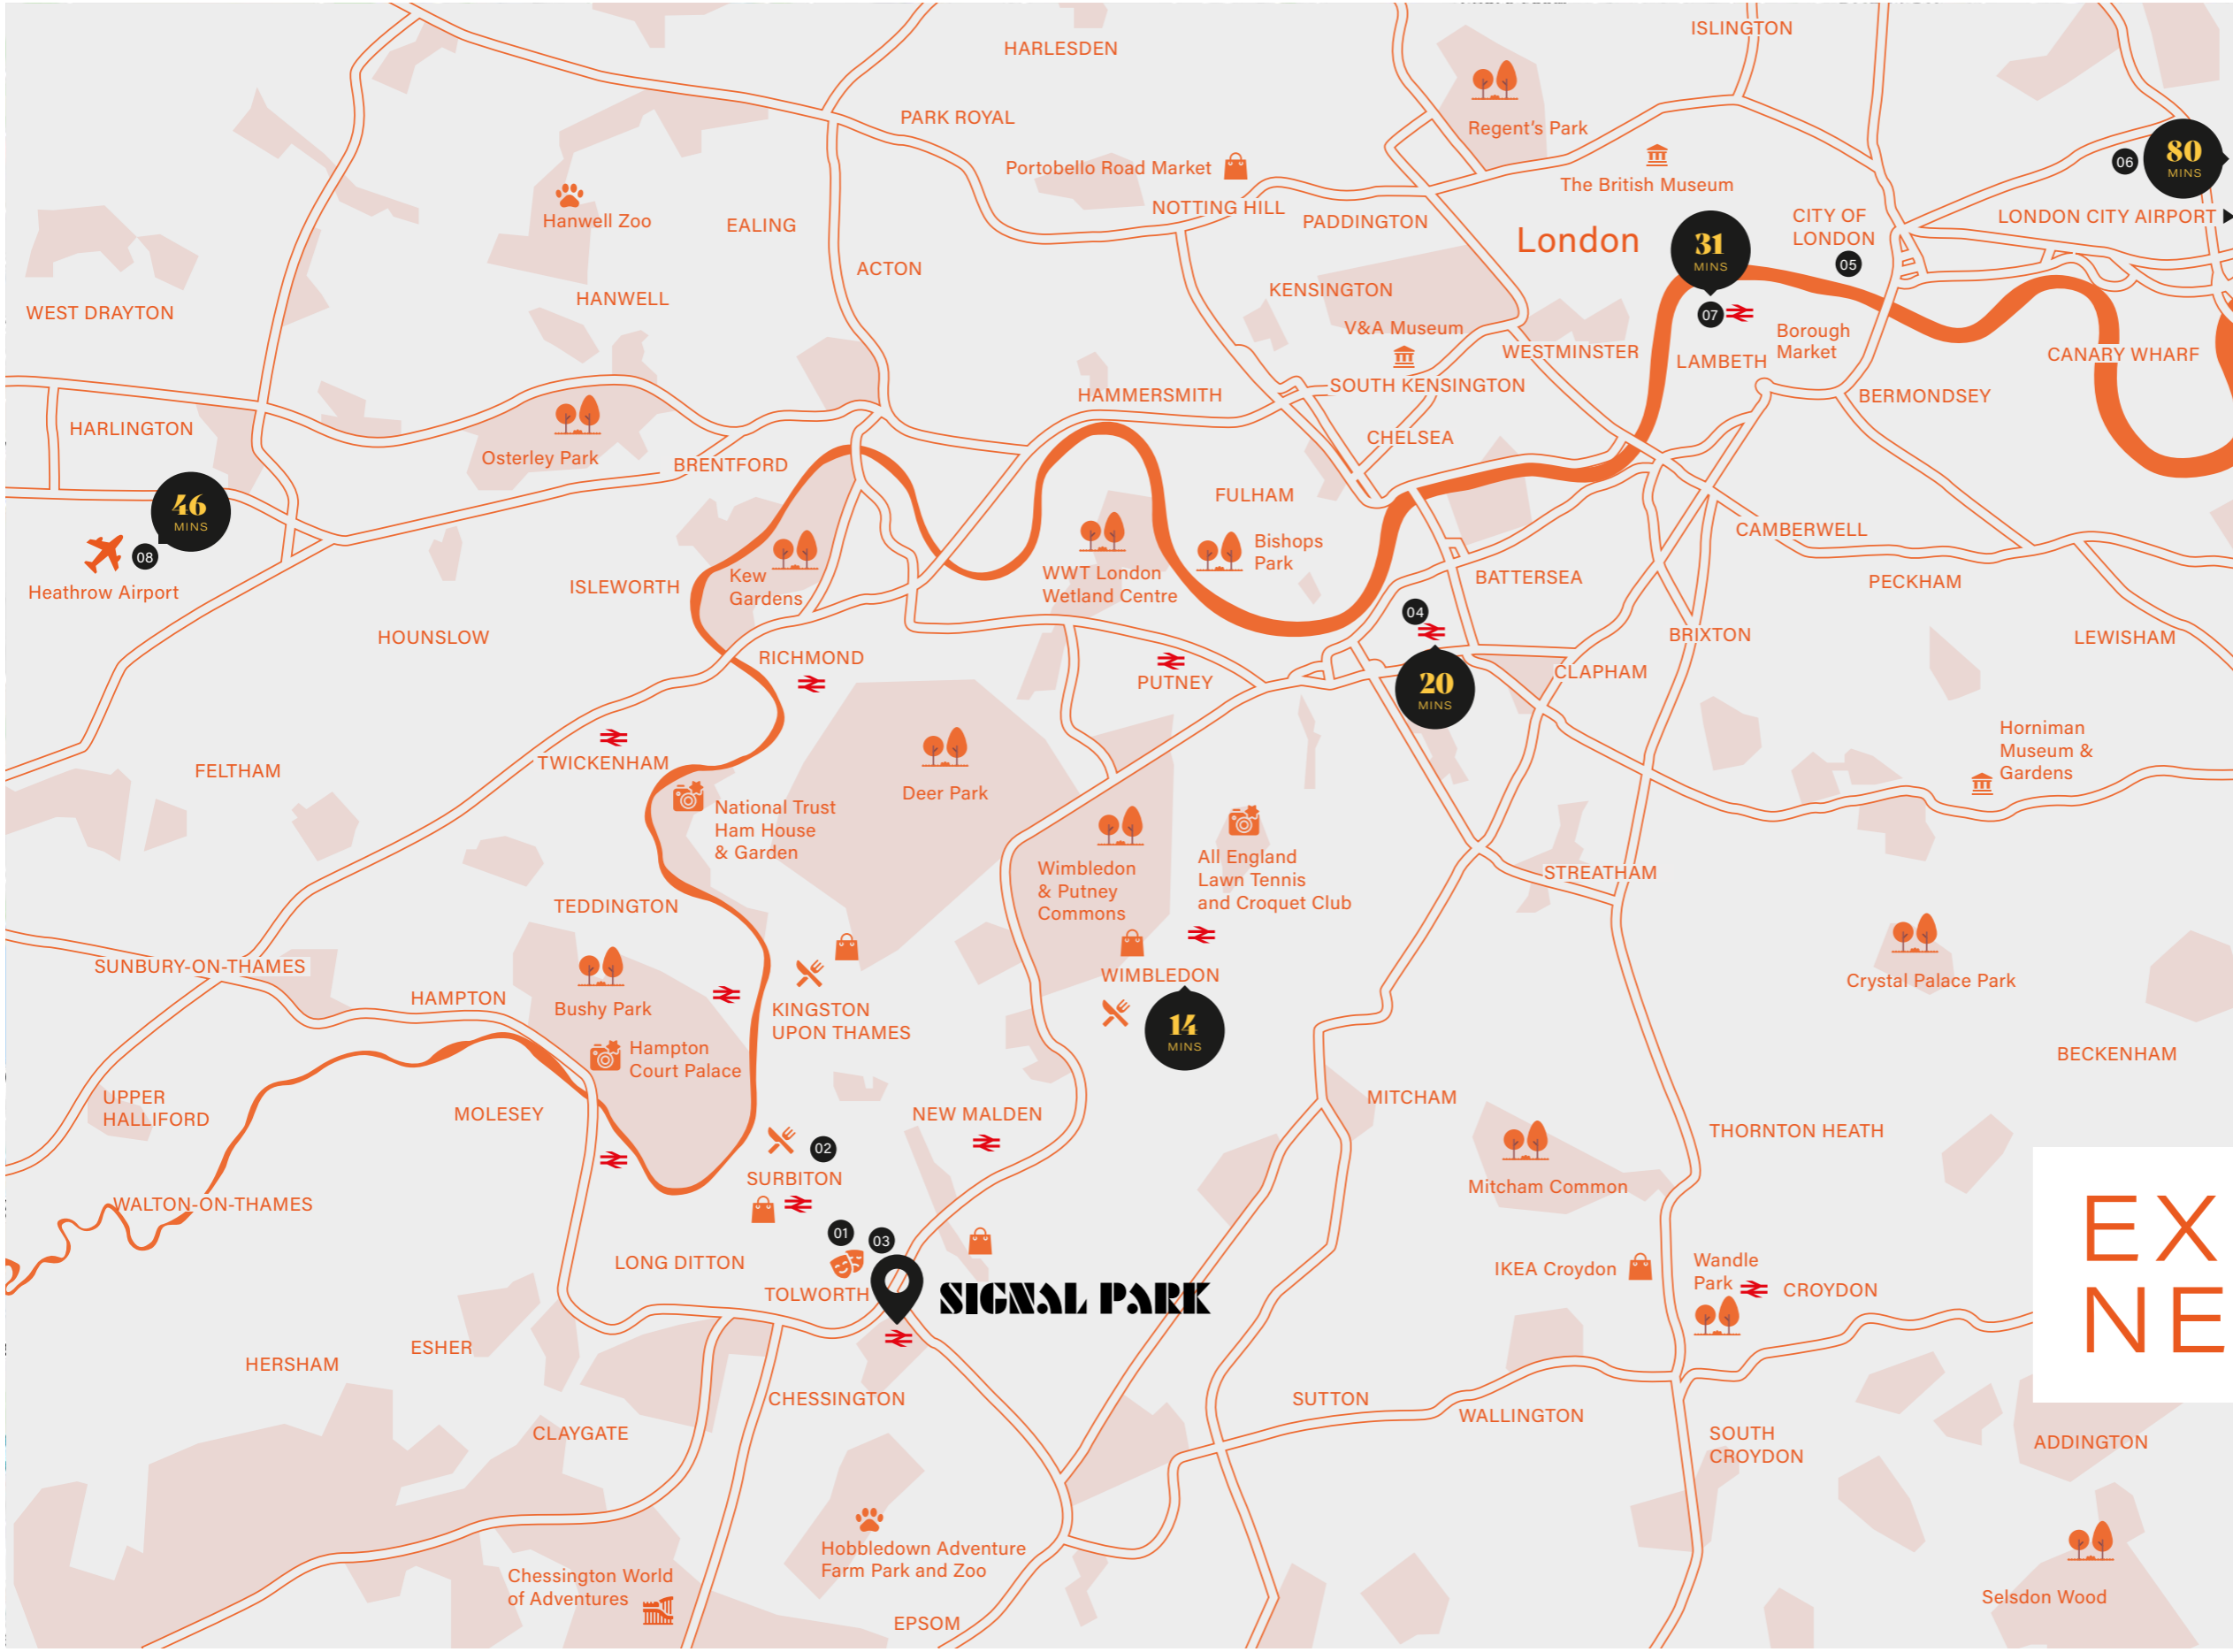 HARLESDEN
ISLINGTON
PARK ROYAL
Regent's Park
Portobello Road Market
The British Museum
06
80
MINS
Hanwell Zoo
EALING
NOTTING HILL
PADDINGTON
London
31
MINS
CITY OF
LONDON
05
LONDON CITY AIRPORT
ACTON
HANWELL
KENSINGTON
WEST DRAYTON
V&A Museum
07
Borough
Market
WESTMINSTER
LAMBETH
CANARY WHARF
HAMMERSMITH
SOUTH KENSINGTON
BERMONDSEY
HARLINGTON
CHELSEA
Osterley Park
BRENTFORD
46
MINS
FULHAM
CAMBERWELL
08
Heathrow Airport
ISLEWORTH
Kew
Gardens
WWT London
Wetland Centre
Bishops
Park
BATTERSEA
PECKHAM
HOUNSLOW
04
BRIXTON
LEWISHAM
RICHMOND
PUTNEY
20
MINS
CLAPHAM
Horniman
Museum &
Gardens
FELTHAM
TWICKENHAM
Deer Park
National Trust
Ham House
& Garden
Wimbledon
& Putney
Commons
All England
Lawn Tennis
and Croquet Club
STREATHAM
TEDDINGTON
SUNBURY-ON-THAMES
HAMPTON
Bushy Park
KINGSTON
UPON THAMES
WIMBLEDON
14
MINS
Crystal Palace Park
Hampton
Court Palace
BECKENHAM
UPPER
HALLIFORD
MOLESEY
NEW MALDEN
MITCHAM
THORNTON HEATH
02
SURBITON
Mitcham Common
WALTON-ON-THAMES
01
03
LONG DITTON
TOLWORTH
SIGNAL PARK
IKEA Croydon
Wandle
Park
CROYDON
EX
NE
ESHER
HERSHAM
CHESSINGTON
SUTTON
WALLINGTON
CLAYGATE
SOUTH
CROYDON
ADDINGTON
Hobbledown Adventure
Farm Park and Zoo
Chessington World
of Adventures
EPSOM
Selsdon Wood